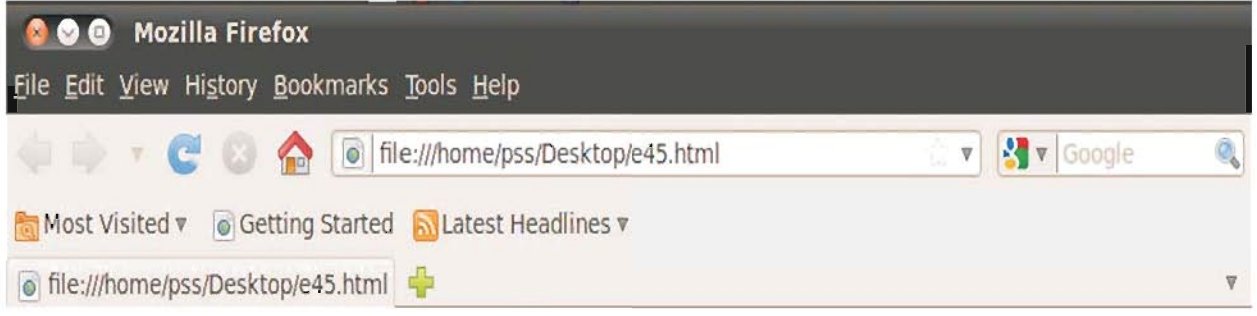 Mozilla Firefox
File Edit View History Bookmarks Tools Help
file:///home/pss/Desktop/e45.html Google
Most Visited Getting Started Latest Headlines
file:///home/pss/Desktop/e45.html